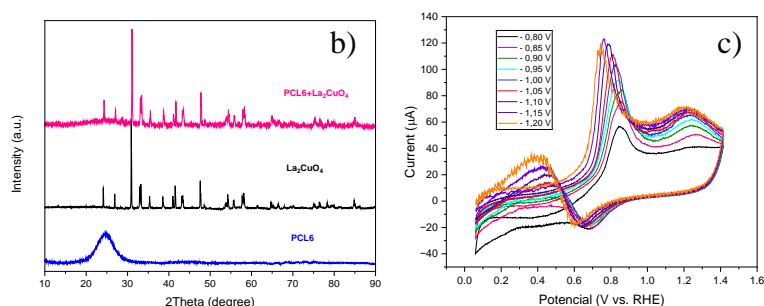 b)
PCL6+La₂CuO₄
La₂CuO₄
PCL6
Intensity (a.u.)
10 20 30 40 50 60 70 80 90
2Theta (degree)
c)
- 0,80 V
- 0,85 V
- 0,90 V
- 0,95 V
- 1,00 V
- 1,05 V
- 1,10 V
- 1,15 V
- 1,20 V
140
120
100
80
60
40
20
0
-20
-40
Current (µA)
0.0 0.2 0.4 0.6 0.8 1.0 1.2 1.4 1.6
Potencial (V vs. RHE)